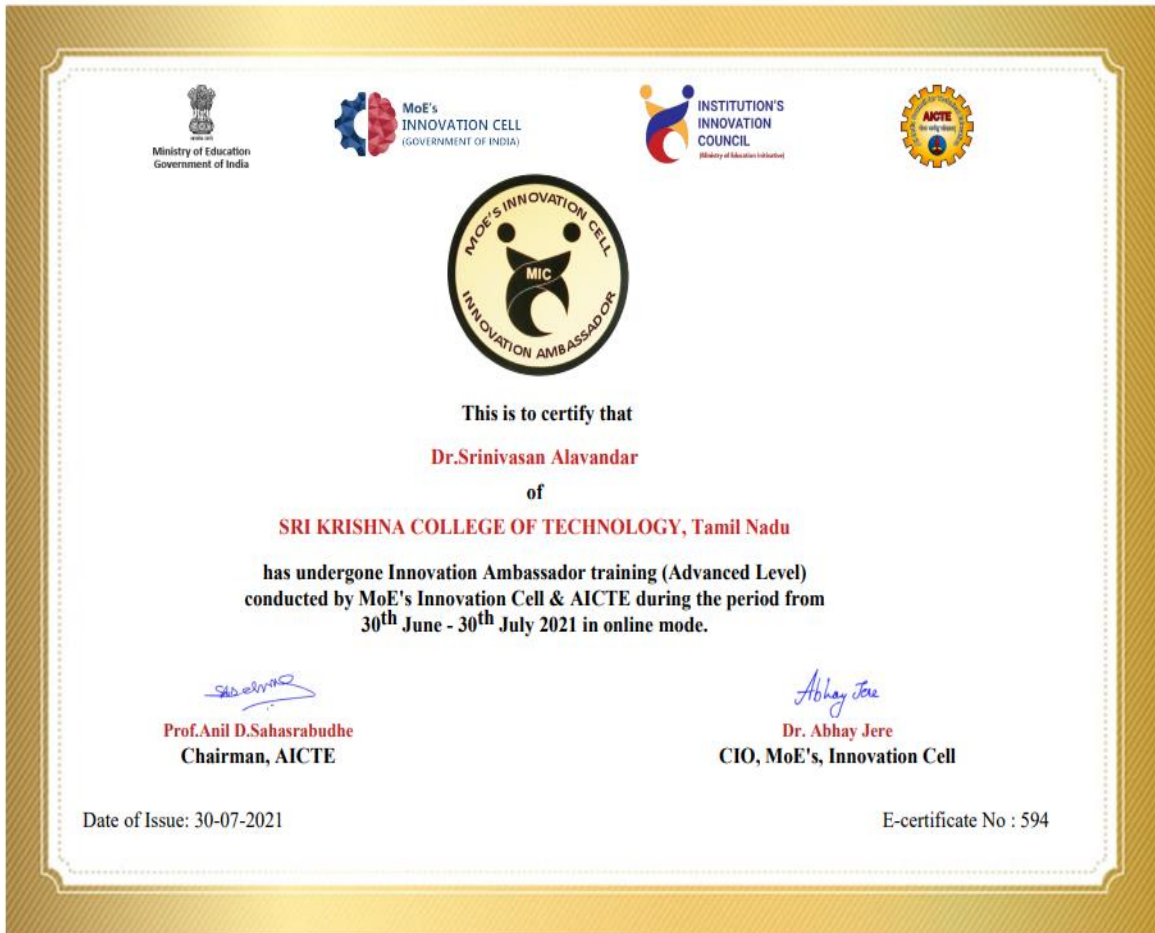 Ministry of Education
Government of India
MoE's
INNOVATION CELL
(GOVERNMENT OF INDIA)
INSTITUTION'S
INNOVATION
COUNCIL
(Ministry of Education Initiative)
AICTE
MOE'S INNOVATION CELL
MIC
INNOVATION AMBASSADOR
This is to certify that
Dr.Srinivasan Alavandar
of
SRI KRISHNA COLLEGE OF TECHNOLOGY, Tamil Nadu
has undergone Innovation Ambassador training (Advanced Level)
conducted by MoE's Innovation Cell & AICTE during the period from
30th June - 30th July 2021 in online mode.
Abhay Jere
Prof.Anil D.Sahasrabudhe
Dr. Abhay Jere
Chairman, AICTE
CIO, MoE's, Innovation Cell
Date of Issue: 30-07-2021
E-certificate No : 594